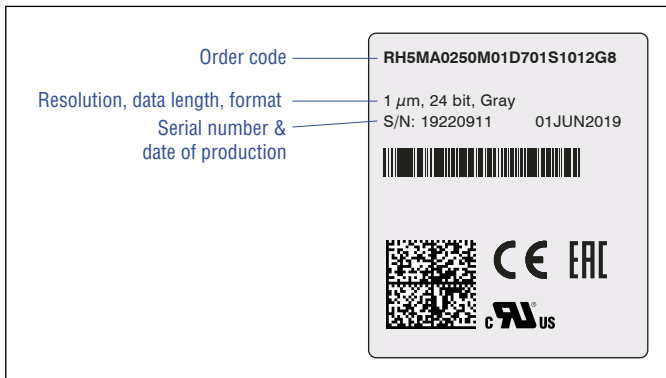 Order code
RH5MA0250M01D701S1012G8
Resolution, data length, format
1 µm, 24 bit, Gray
Serial number &
date of production
S/N: 19220911 01JUN2019
CE EAC
c RU ® US